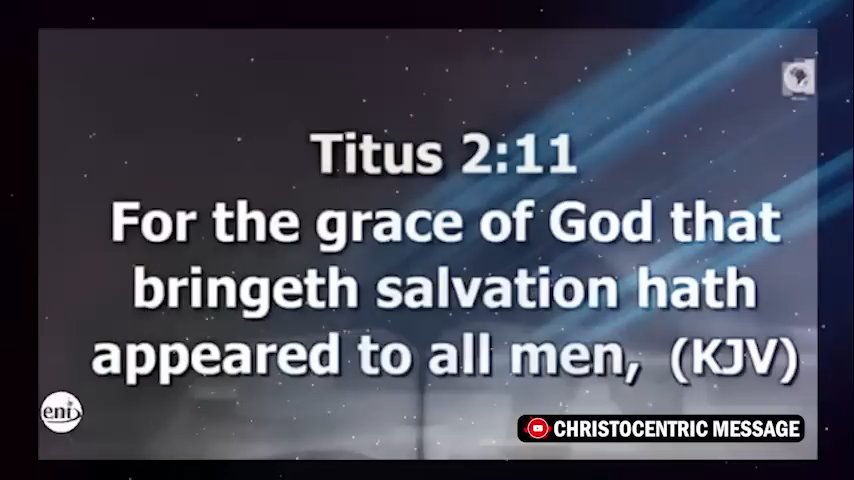 Titus 2:11
For the grace of God that
bringeth salvation hath
appeared to all men, (KJV)
eni
CHRISTOCENTRIC MESSAGE